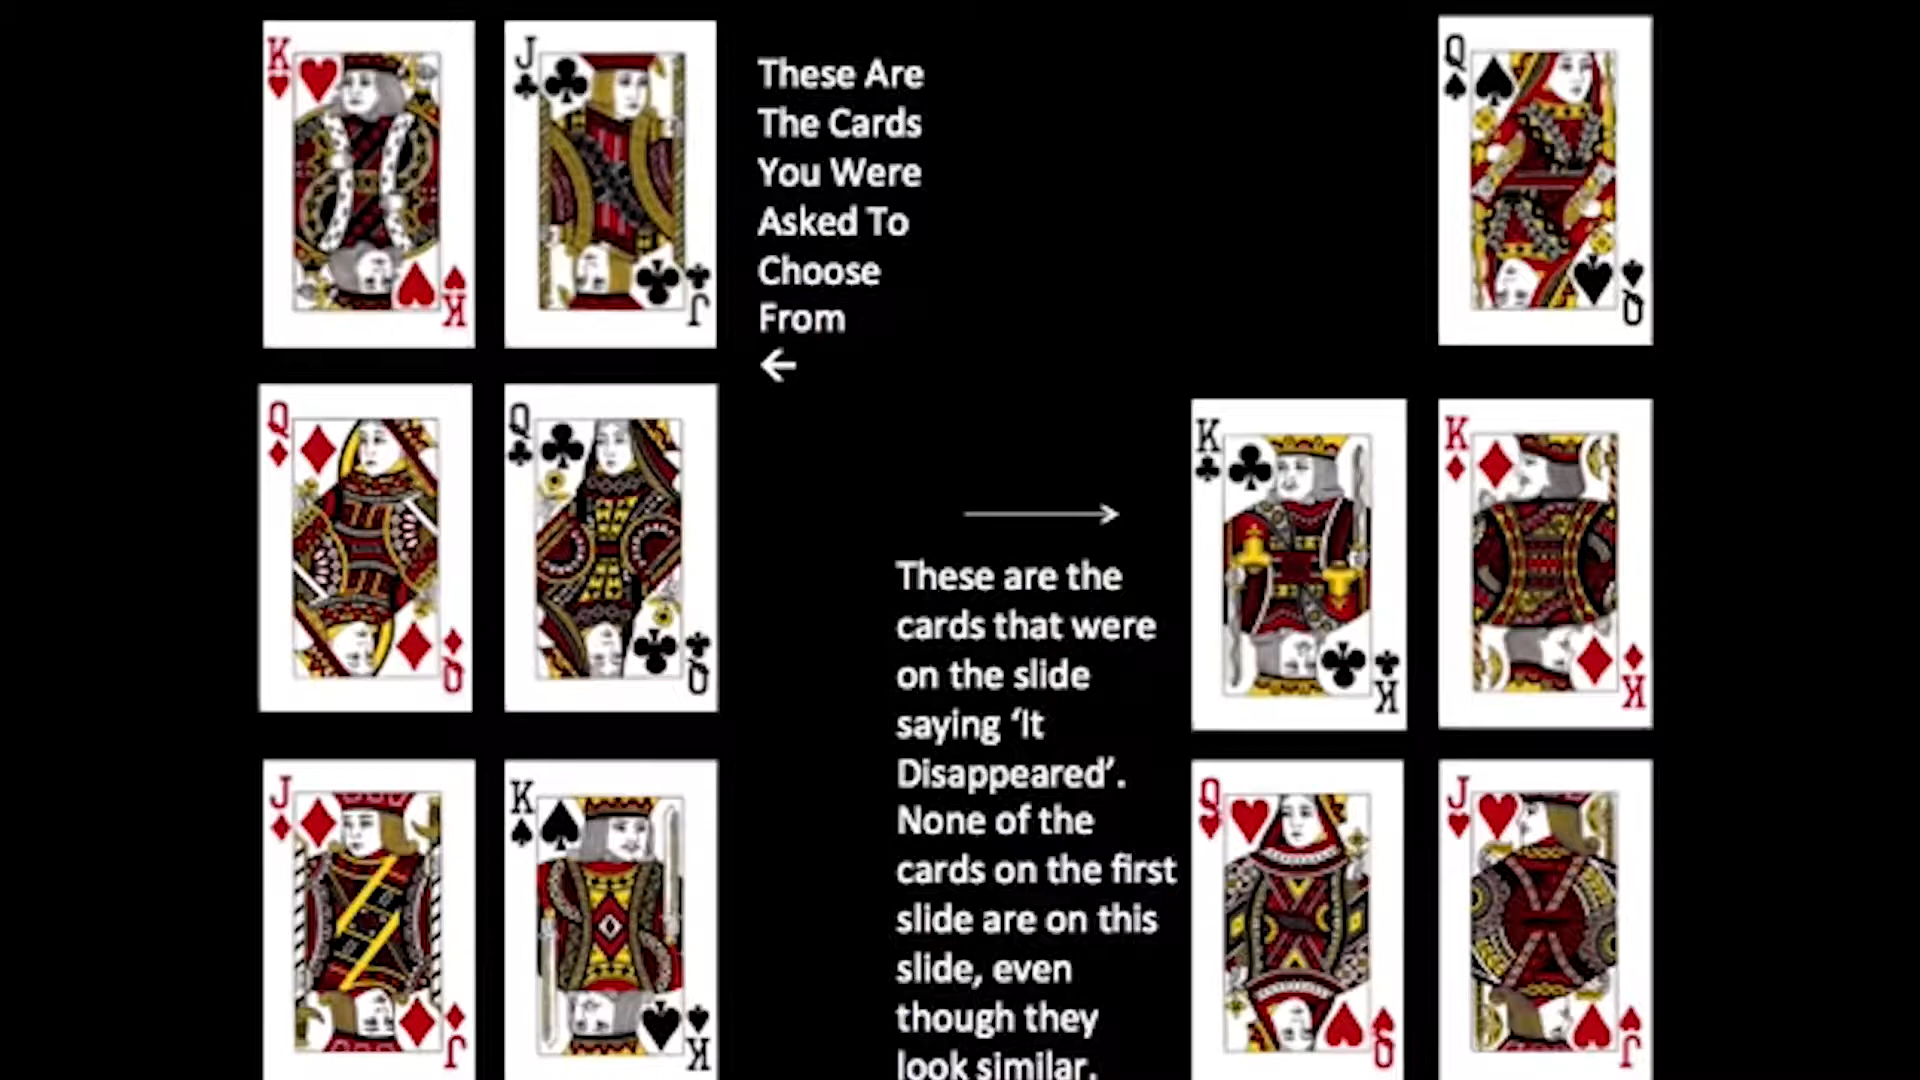 K
J
These Are
The Cards
You Were
Asked To
Choose
From
←
Q
K
J
Q
Q
Q
K
K
These are the
cards that were
on the slide
saying ‘It
Disappeared’.
None of the
cards on the first
slide are on this
slide, even
though they
look similar.
Q
Q
K
K
J
K
Q
J
J
K
Q
J